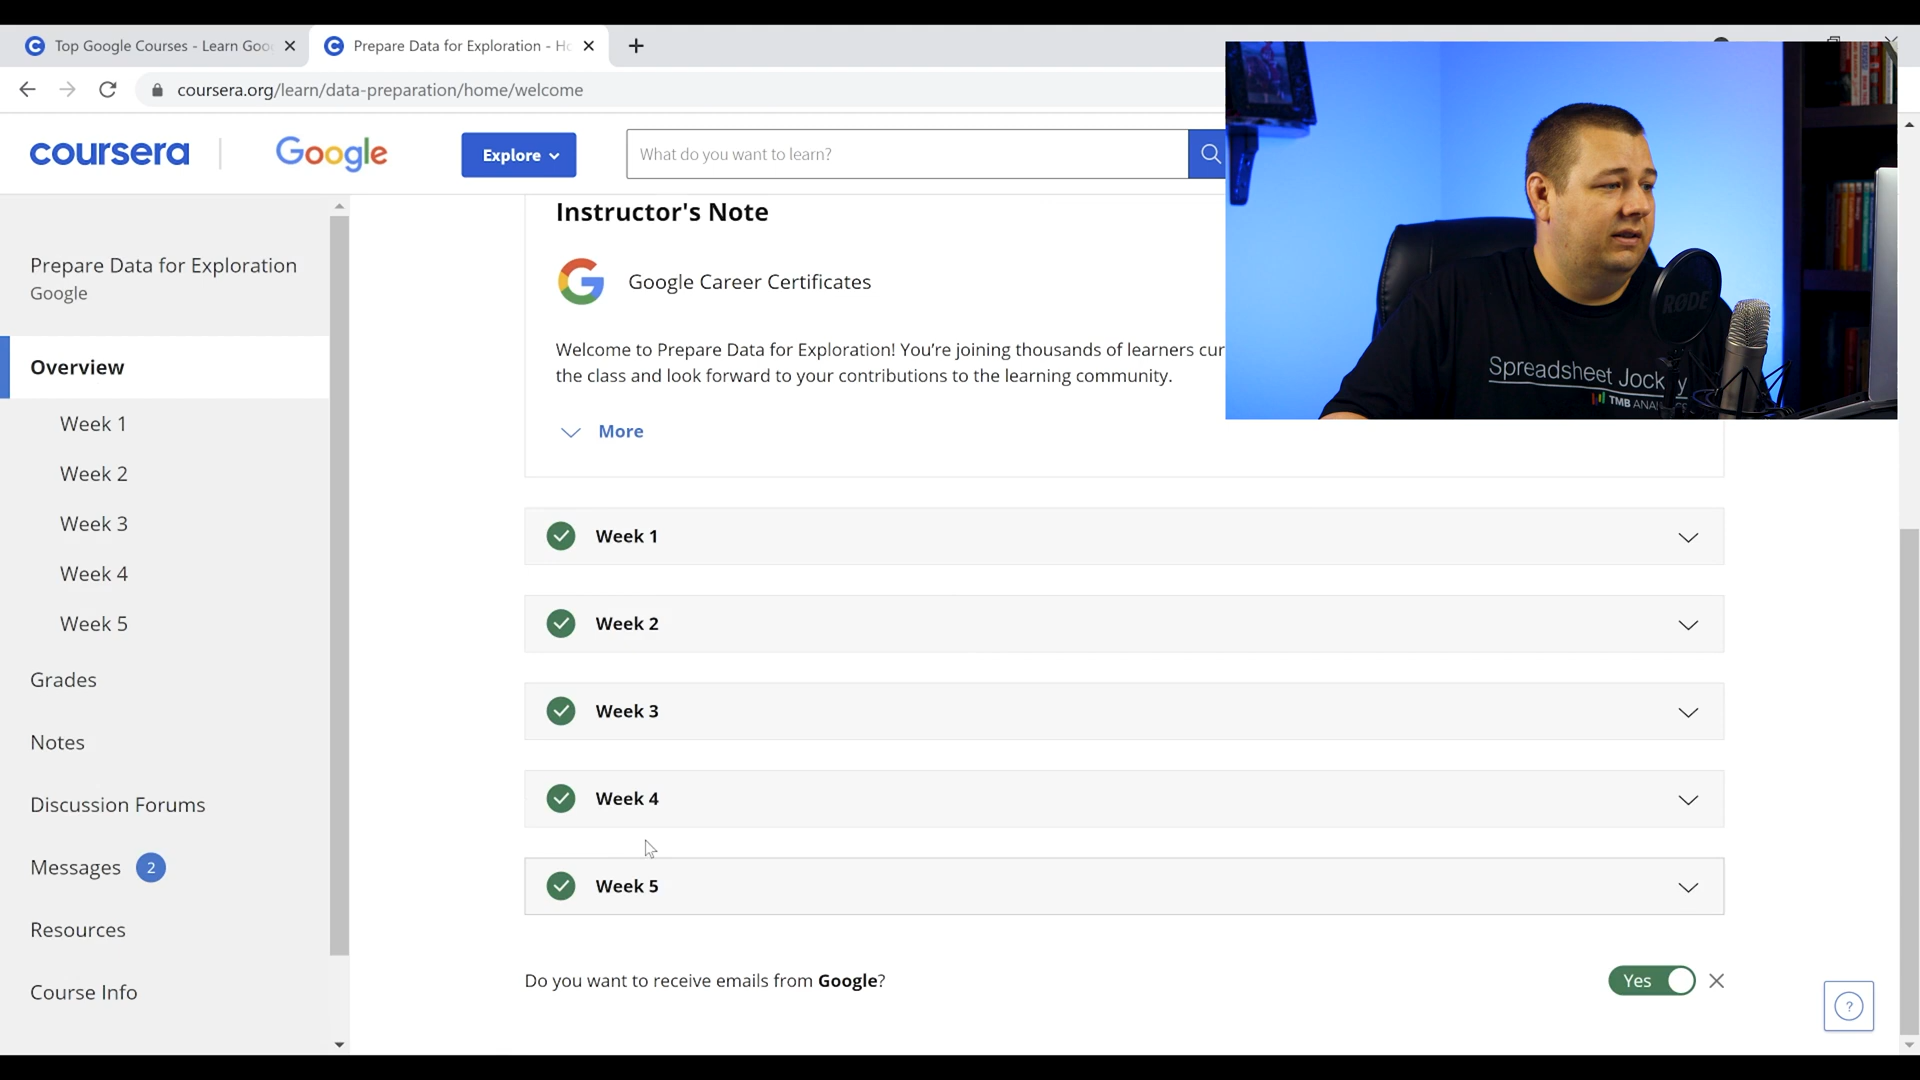 Top Google Courses - Learn Goo
Prepare Data for Exploration - Ho
coursera.org/learn/data-preparation/home/welcome
coursera
Google
Explore
What do you want to learn?
Prepare Data for Exploration
Google
Overview
Week 1
Week 2
Week 3
Week 4
Week 5
Grades
Notes
Discussion Forums
Messages 2
Resources
Course Info
Instructor's Note
Google Career Certificates
Welcome to Prepare Data for Exploration! You’re joining thousands of learners cur
the class and look forward to your contributions to the learning community.
More
Week 1
Week 2
Week 3
Week 4
Week 5
Do you want to receive emails from Google?
Yes
?
RØDE
Spreadsheet Jock y
TMB